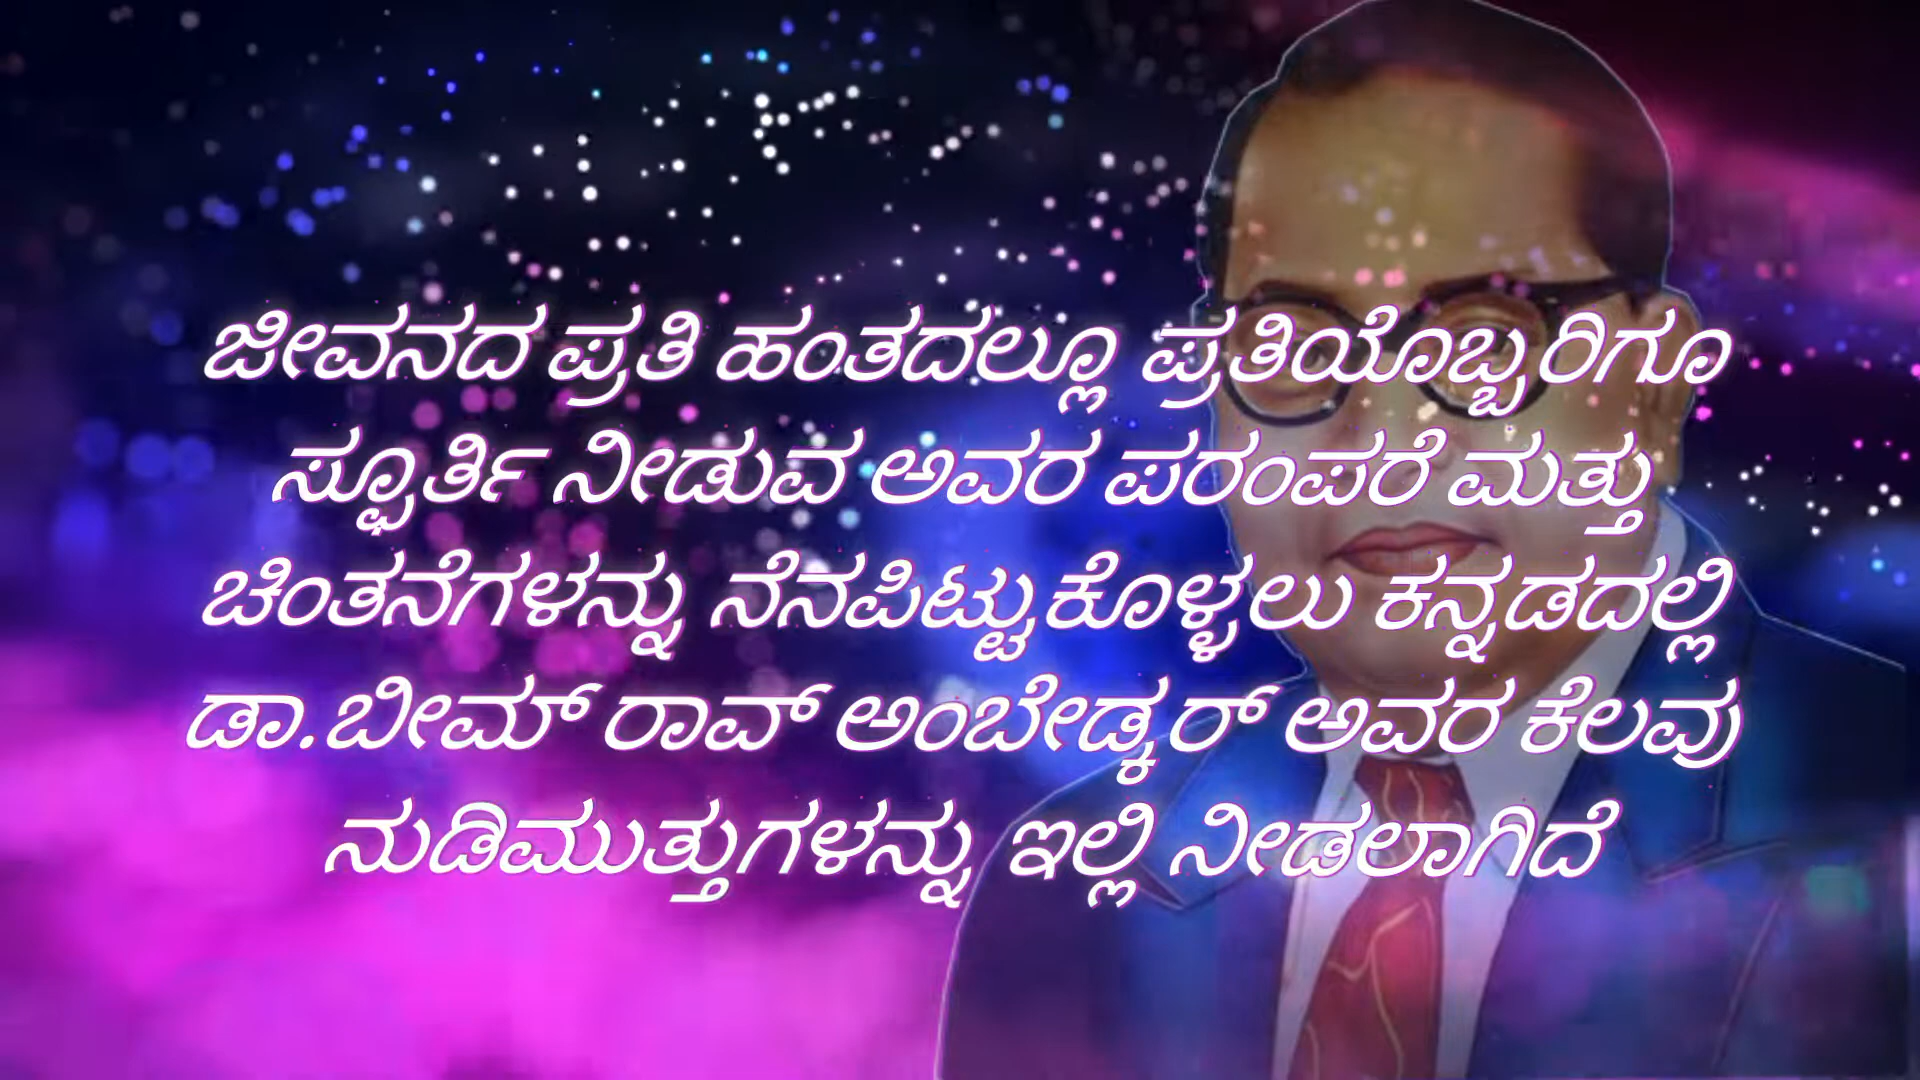 ಜೀವನದ ಪ್ರತಿ ಹಂತದಲ್ಲೂ ಪ್ರತಿಯೊಬ್ಬರಿಗೂ
ಸ್ಫೂರ್ತಿ ನೀಡುವ ಅವರ ಪರಂಪರೆ ಮತ್ತು
ಚಿಂತನೆಗಳನ್ನು ನೆನಪಿಟ್ಟುಕೊಳ್ಳಲು ಕನ್ನಡದಲ್ಲಿ
ಡಾ.ಬೀಮ್ ರಾವ್ ಅಂಬೇಡ್ಕರ್ ಅವರ ಕೆಲವು
ನುಡಿಮುತ್ತುಗಳನ್ನು ಇಲ್ಲಿ ನೀಡಲಾಗಿದೆ